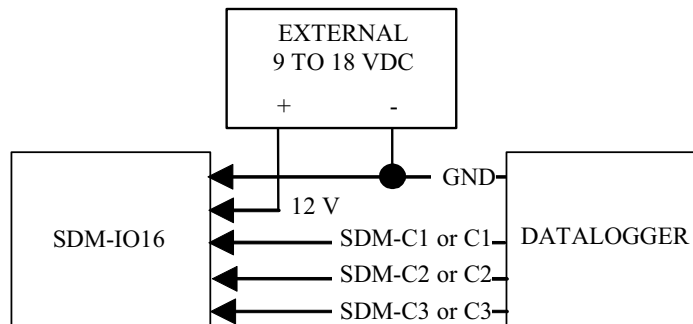 EXTERNAL
9 TO 18 VDC
+ -
GND
12 V
SDM-IO16
SDM-C1 or C1
DATALOGGER
SDM-C2 or C2
SDM-C3 or C3